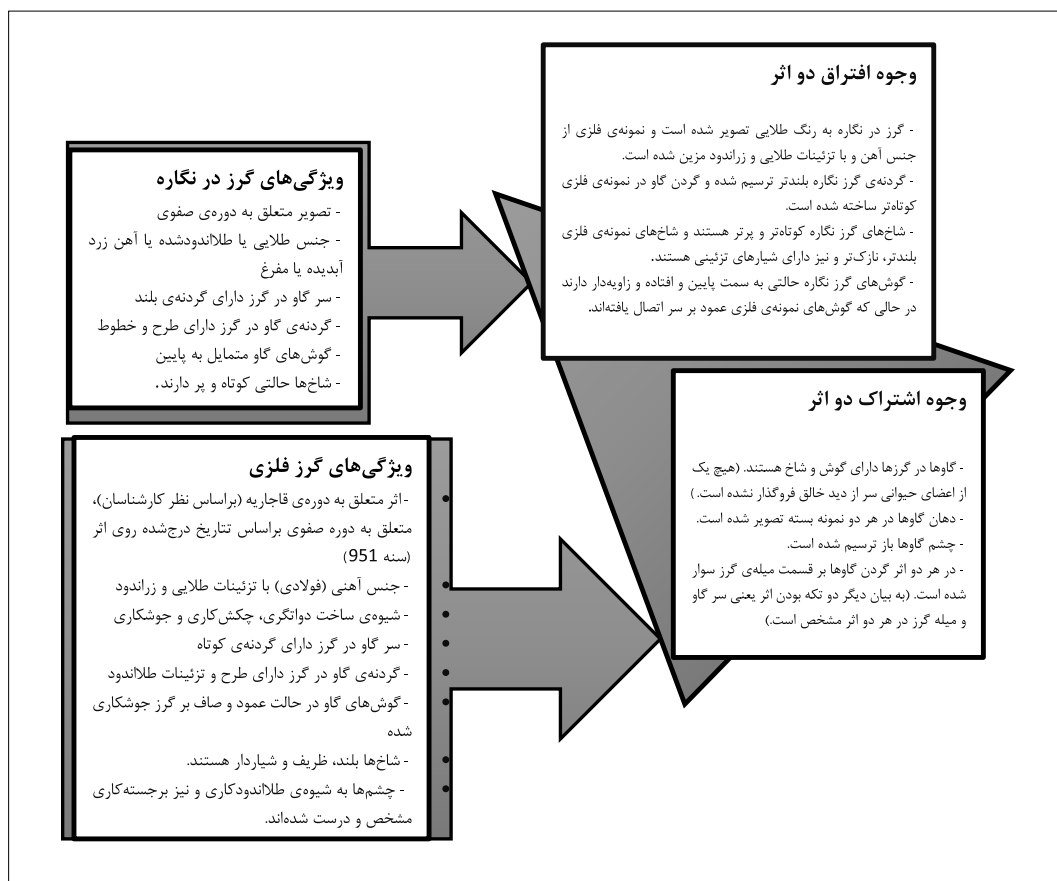 وجوه افتراق دو اثر
- گرز در نگاره به رنگ طلایی تصویر شده است و نمونه‌ی فلزی از
جنس آهن و با تزئینات طلایی و زراندود مزین شده است.
- گردنه‌ی گرز نگاره بلندتر ترسیم شده و گردن گاو در نمونه‌ی فلزی
کوتاه‌تر ساخته شده است.
- شاخ‌های گرز نگاره کوتاه‌تر و پرتر هستند و شاخ‌های نمونه‌ی فلزی
بلندتر، نازک‌تر و نیز دارای شیارهای تزئینی هستند.
- گوش‌های گرز نگاره حالتی به سمت پایین و افتاده و زاویه‌دار دارند
در حالی که گوش‌های نمونه‌ی فلزی عمود بر سر اتصال یافته‌اند.
ویژگی‌های گرز در نگاره
- تصویر متعلق به دوره‌ی صفوی
- جنس طلایی یا طلااندودشده یا آهن زرد
آبدیده یا مفرغ
- سر گاو در گرز دارای گردنه‌ی بلند
- گردنه‌ی گاو در گرز دارای طرح و خطوط
- گوش‌های گاو متمایل به پایین
- شاخ‌ها حالتی کوتاه و پر دارند.
وجوه اشتراک دو اثر
- گاوها در گرزها دارای گوش و شاخ هستند. (هیچ یک
از اعضای حیوانی سر از دید خالق فروگذار نشده است.)
- دهان گاوها در هر دو نمونه بسته تصویر شده است.
- چشم گاوها باز ترسیم شده است.
- در هر دو اثر گردن گاوها بر قسمت میله‌ی گرز سوار
شده است. (به بیان دیگر دو تکه بودن اثر یعنی سر گاو
و میله گرز در هر دو اثر مشخص است.)
ویژگی‌های گرز فلزی
- اثر متعلق به دوره‌ی قاجاریه (براساس نظر کارشناسان)،
متعلق به دوره صفوی براساس تتاریخ درج‌شده روی اثر
(سنه 951)
- جنس آهنی (فولادی) با تزئینات طلایی و زراندود
- شیوه‌ی ساخت دواتگری، چکش‌کاری و جوشکاری
- سر گاو در گرز دارای گردنه‌ی کوتاه
- گردنه‌ی گاو در گرز دارای طرح و تزئینات طلااندود
- گوش‌های گاو در حالت عمود و صاف بر گرز جوشکاری
شده
- شاخ‌ها بلند، ظریف و شیاردار هستند.
- چشم‌ها به شیوه‌ی طلااندودکاری و نیز برجسته‌کاری
مشخص و درست شده‌اند.